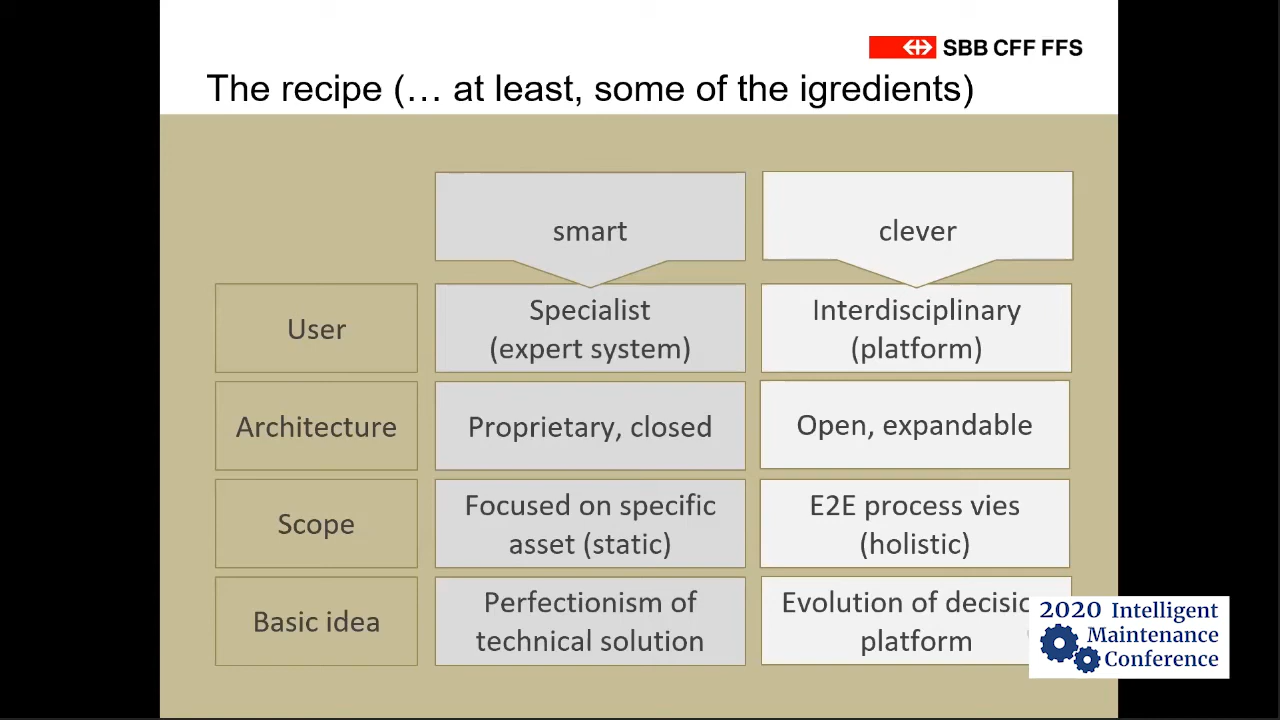 SBB CFF FFS
The recipe (… at least, some of the igredients)
smart
clever
User
Specialist
(expert system)
Interdisciplinary
(platform)
Architecture
Proprietary, closed
Open, expandable
Scope
Focused on specific
asset (static)
E2E process vies
(holistic)
Basic idea
Perfectionism of
technical solution
Evolution of
platform
2020 Intelligent
Maintenance
Conference